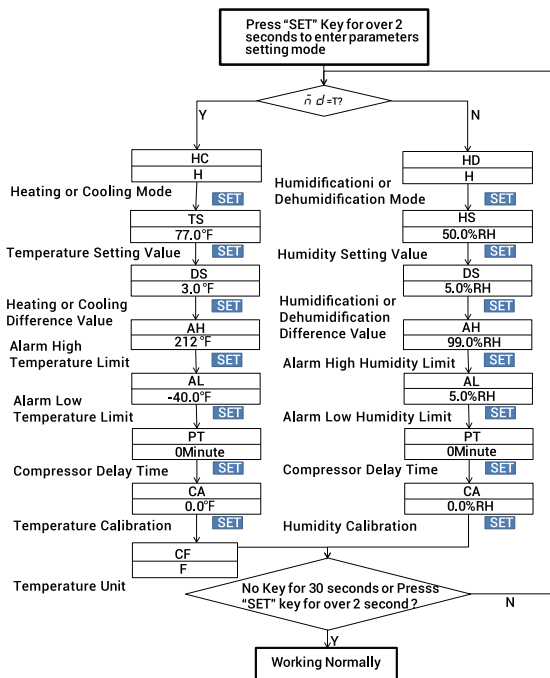 Press “SET” Key for over 2
seconds to enter parameters
setting mode
n̄ d =T?
Y
N
HC
H
Heating or Cooling Mode
SET
TS
77.0°F
Temperature Setting Value
SET
DS
3.0°F
Heating or Cooling
Difference Value
SET
AH
212°F
Alarm High
Temperature Limit
SET
AL
-40.0°F
Alarm Low
Temperature Limit
SET
PT
0Minute
Compressor Delay Time
SET
CA
0.0°F
Temperature Calibration
SET
CF
F
Temperature Unit
HD
H
Humidificationi or
Dehumidification Mode
SET
HS
50.0%RH
Humidity Setting Value
SET
DS
5.0%RH
Humidificationi or
Dehumidification
Difference Value
SET
AH
99.0%RH
Alarm High Humidity Limit
SET
AL
5.0%RH
Alarm Low Humidity Limit
SET
PT
0Minute
Compressor Delay Time
SET
CA
0.0%RH
Humidity Calibration
SET
No Key for 30 seconds or Presss
“SET” key for over 2 second ?
N
Y
Working Normally